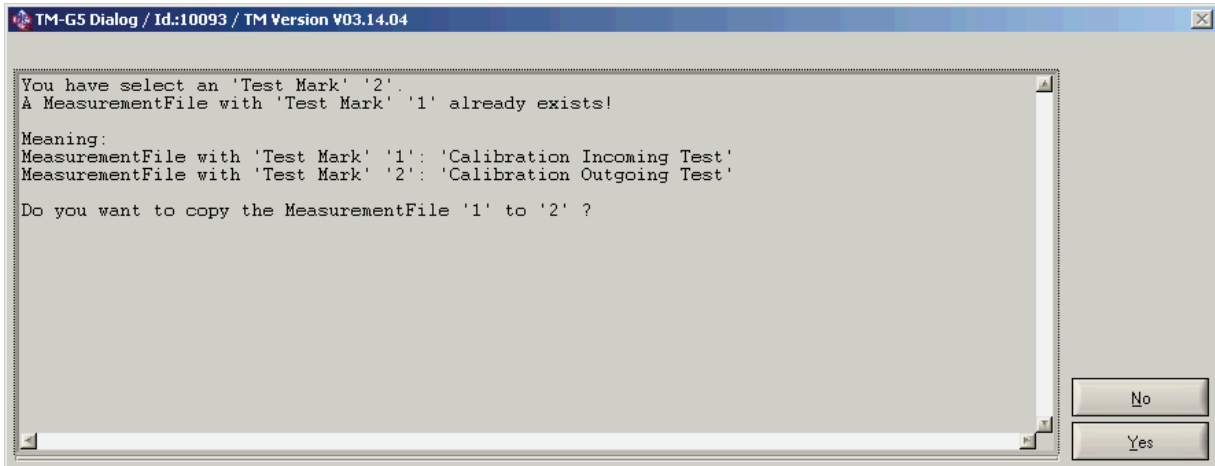 TM-G5 Dialog / Id.:10093 / TM Version V03.14.04
You have select an 'Test Mark' '2'.
A MeasurementFile with 'Test Mark' '1' already exists!
Meaning:
MeasurementFile with 'Test Mark' '1': 'Calibration Incoming Test'
MeasurementFile with 'Test Mark' '2': 'Calibration Outgoing Test'
Do you want to copy the MeasurementFile '1' to '2' ?
No
Yes